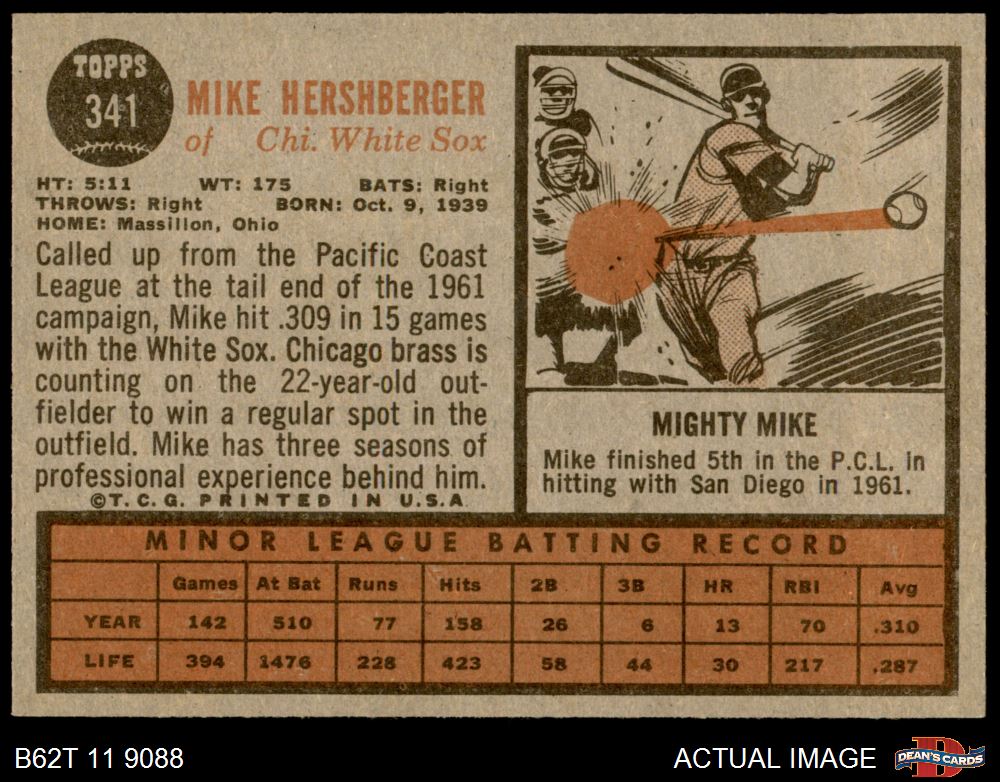 TOPPS
341
MIKE HERSHBERGER
of Chi. White Sox
HT: 5:11 WT: 175 BATS: Right
THROWS: Right BORN: Oct. 9, 1939
HOME: Massillon, Ohio
Called up from the Pacific Coast
League at the tail end of the 1961
campaign, Mike hit .309 in 15 games
with the White Sox. Chicago brass is
counting on the 22-year-old out-
fielder to win a regular spot in the
outfield. Mike has three seasons of
professional experience behind him.
©T.C.G. PRINTED IN U.S.A.
MIGHTY MIKE
Mike finished 5th in the P.C.L. in
hitting with San Diego in 1961.
MINOR LEAGUE BATTING RECORD
Games At Bat Runs Hits 2B 3B HR RBI Avg
YEAR 142 510 77 158 26 6 13 70 .310
LIFE 394 1476 228 423 58 44 30 217 .287
B62T 11 9088 ACTUAL IMAGE D DEAN'S CARDS